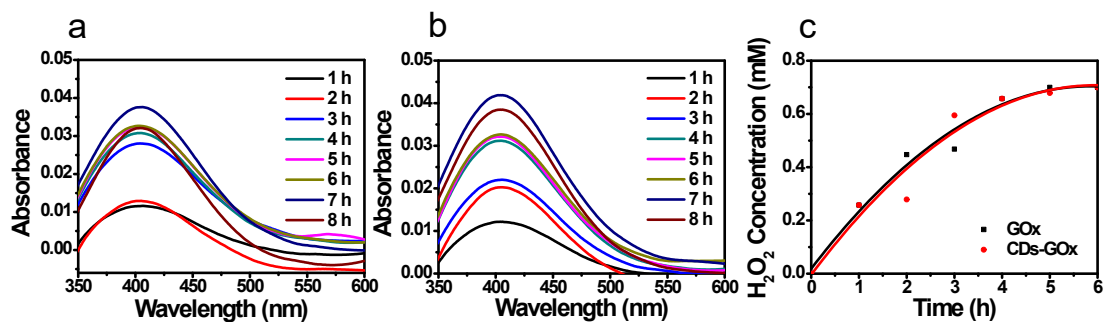 a
0.05
0.04
0.03
0.02
0.01
0.00
Absorbance
350 400 450 500 550 600
Wavelength (nm)
1 h
2 h
3 h
4 h
5 h
6 h
7 h
8 h
b
0.05
0.04
0.03
0.02
0.01
0.00
Absorbance
350 400 450 500 550 600
Wavelength (nm)
1 h
2 h
3 h
4 h
5 h
6 h
7 h
8 h
c
0.8
0.6
0.4
0.2
0.0
H₂O₂ Concentration (mM)
0 1 2 3 4 5 6
Time (h)
GOx
CDs-GOx